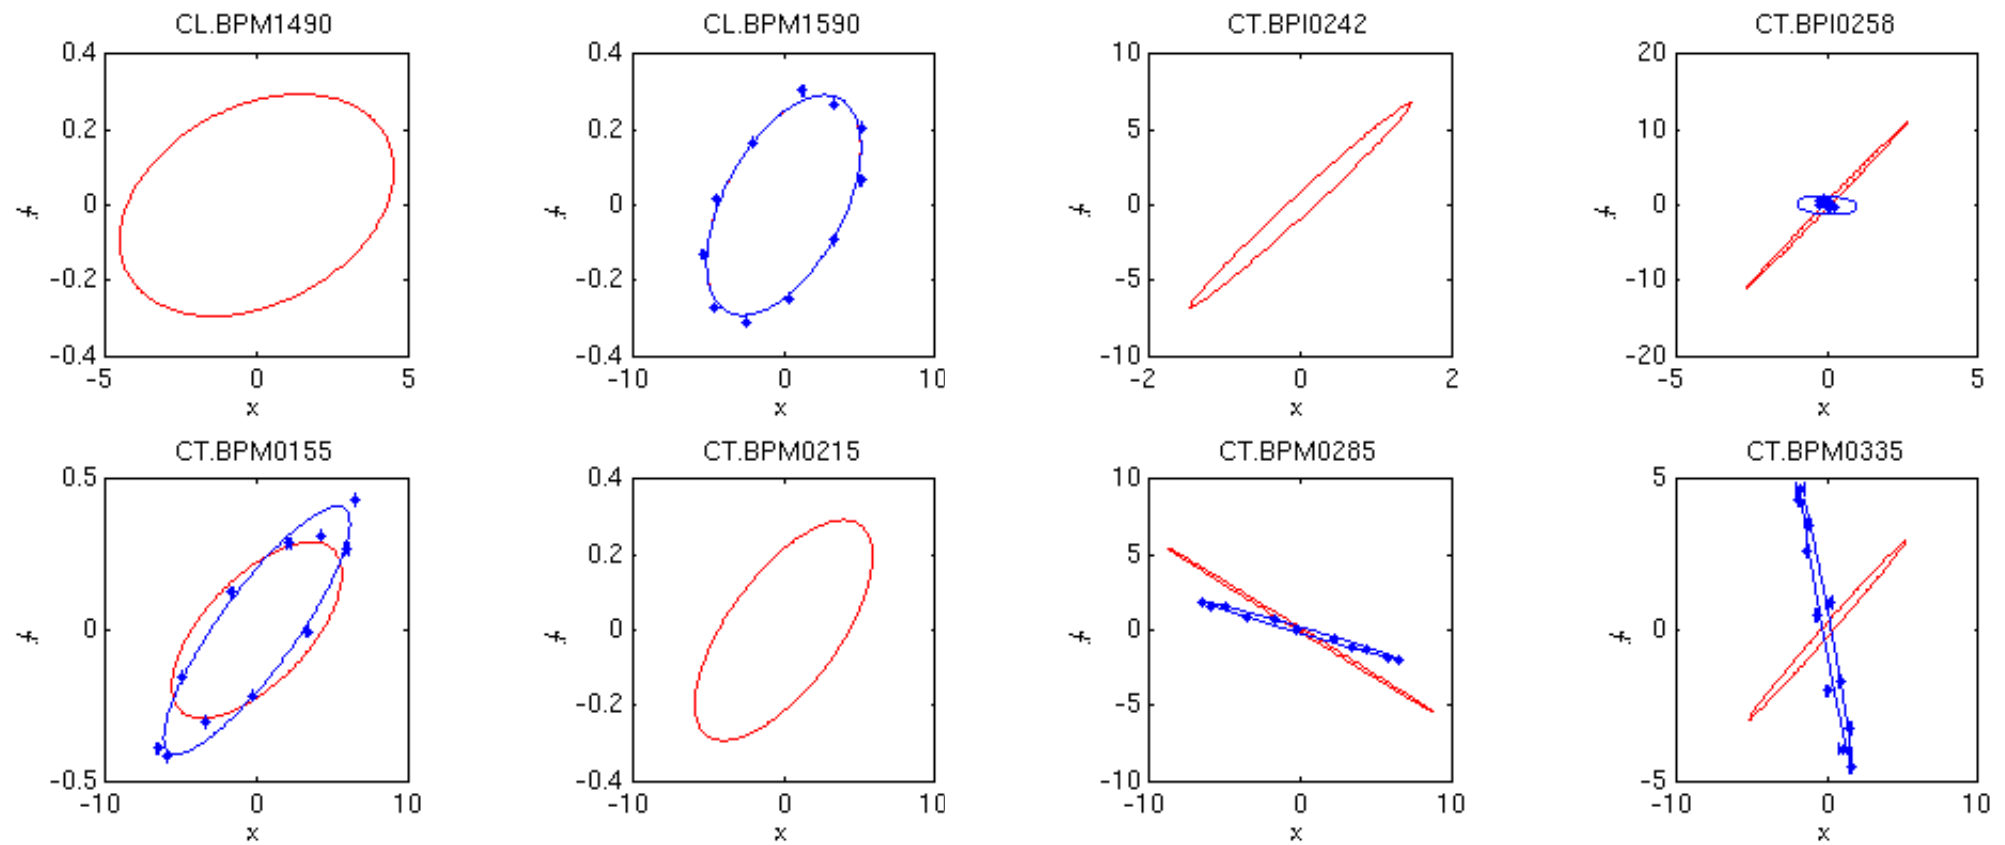 CL.BPM1490 CL.BPM1590 CT.BPI0242 CT.BPI0258
0.4 0.4 10 20
0.2 0.2 5 10
0 0 0 0
-0.2 -0.2 -5 -10
-0.4 -0.4 -10 -20
-5 0 5 -10 0 10 -2 0 2 -5 0 5
x x x x
CT.BPM0155 CT.BPM0215 CT.BPM0285 CT.BPM0335
0.5 0.4 10 5
0.2 5
0 0 0 0
-0.2 -5
-0.5 -0.4 -10 -5
-10 0 10 -10 0 10 -10 0 10 -10 0 10
x x x x